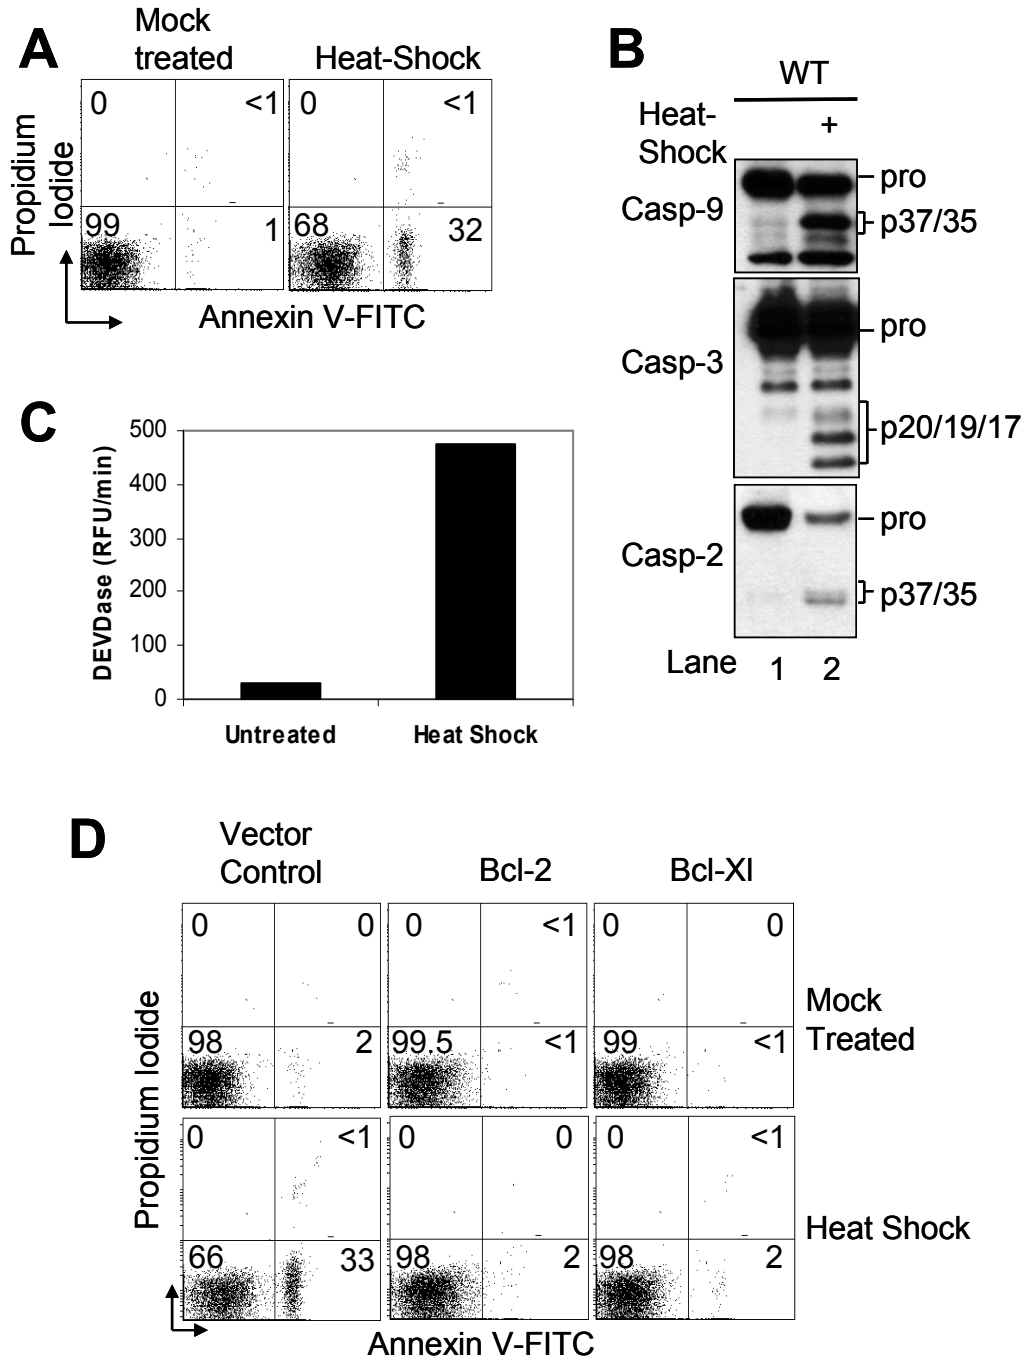 A
Mock
treated
Heat-Shock
0
<1
0
<1
99
1
68
32
Propidium
Iodide
Annexin V-FITC
B
WT
Heat-
Shock
+
Casp-9
pro
p37/35
Casp-3
pro
p20/19/17
Casp-2
pro
p37/35
Lane
1
2
C
DEVDase (RFU/min)
500
400
300
200
100
0
Untreated
Heat Shock
D
Vector
Control
Bcl-2
Bcl-Xl
0
0
0
<1
0
0
98
2
99.5
<1
99
<1
Mock
Treated
0
<1
0
0
0
<1
66
33
98
2
98
2
Heat Shock
Propidium Iodide
Annexin V-FITC